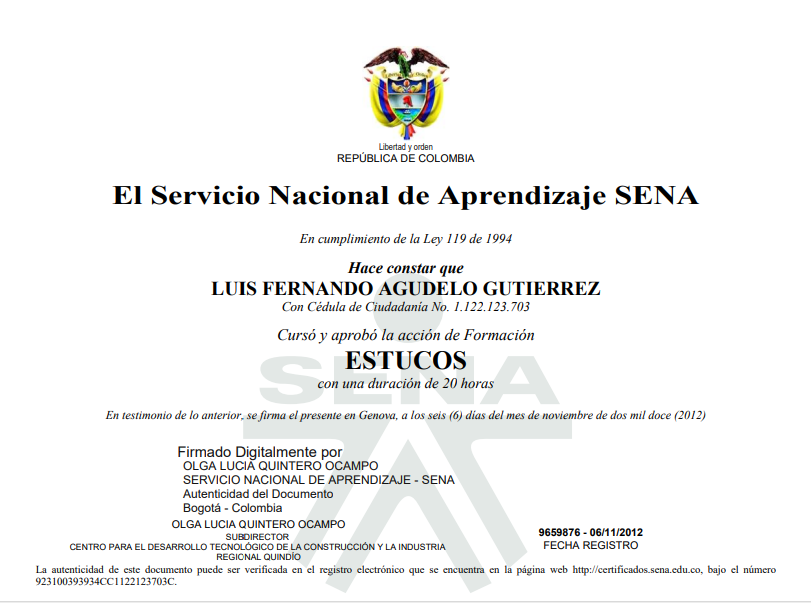 Libertad y orden
REPÚBLICA DE COLOMBIA
El Servicio Nacional de Aprendizaje SENA
En cumplimiento de la Ley 119 de 1994
Hace constar que
LUIS FERNANDO AGUDELO GUTIERREZ
Con Cédula de Ciudadanía No. 1.122.123.703
Cursó y aprobó la acción de Formación
ESTUCOS
SENA
con una duración de 20 horas
En testimonio de lo anterior, se firma el presente en Genova, a los seis (6) días del mes de noviembre de dos mil doce (2012)
Firmado Digitalmente por
OLGA LUCIA QUINTERO OCAMPO
SERVICIO NACIONAL DE APRENDIZAJE - SENA
Autenticidad del Documento
Bogotá - Colombia
OLGA LUCIA QUINTERO OCAMPO
SUBDIRECTOR
CENTRO PARA EL DESARROLLO TECNOLÓGICO DE LA CONSTRUCCIÓN Y LA INDUSTRIA
REGIONAL QUINDÍO
9659876 - 06/11/2012
FECHA REGISTRO
La autenticidad de este documento puede ser verificada en el registro electrónico que se encuentra en la página web http://certificados.sena.edu.co, bajo el número
923100393934CC1122123703C.